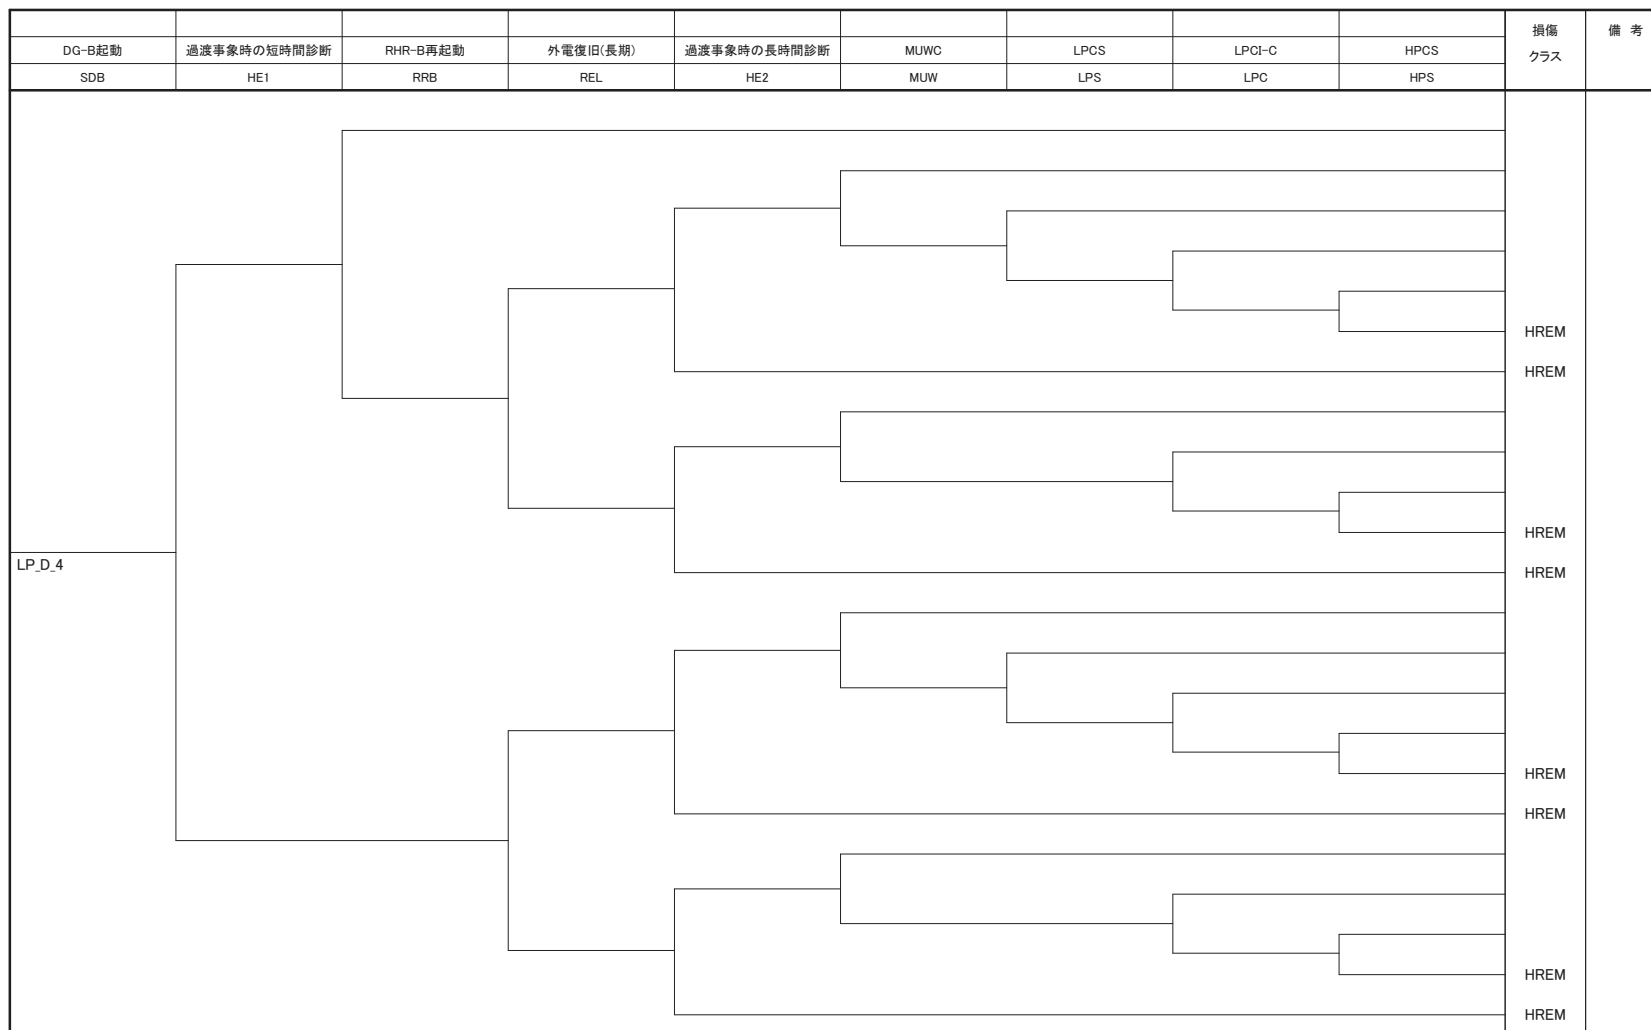 損傷 備 考
DG-B起動 過渡事象時の短時間診断 RHR-B再起動 外電復旧(長期) 過渡事象時の長時間診断 MUWC LPCS LPCI-C HPCS
クラス
SDB HE1 RRB REL HE2 MUW LPS LPC HPS
HREM
HREM
HREM
LP_D_4
HREM
HREM
HREM
HREM
HREM